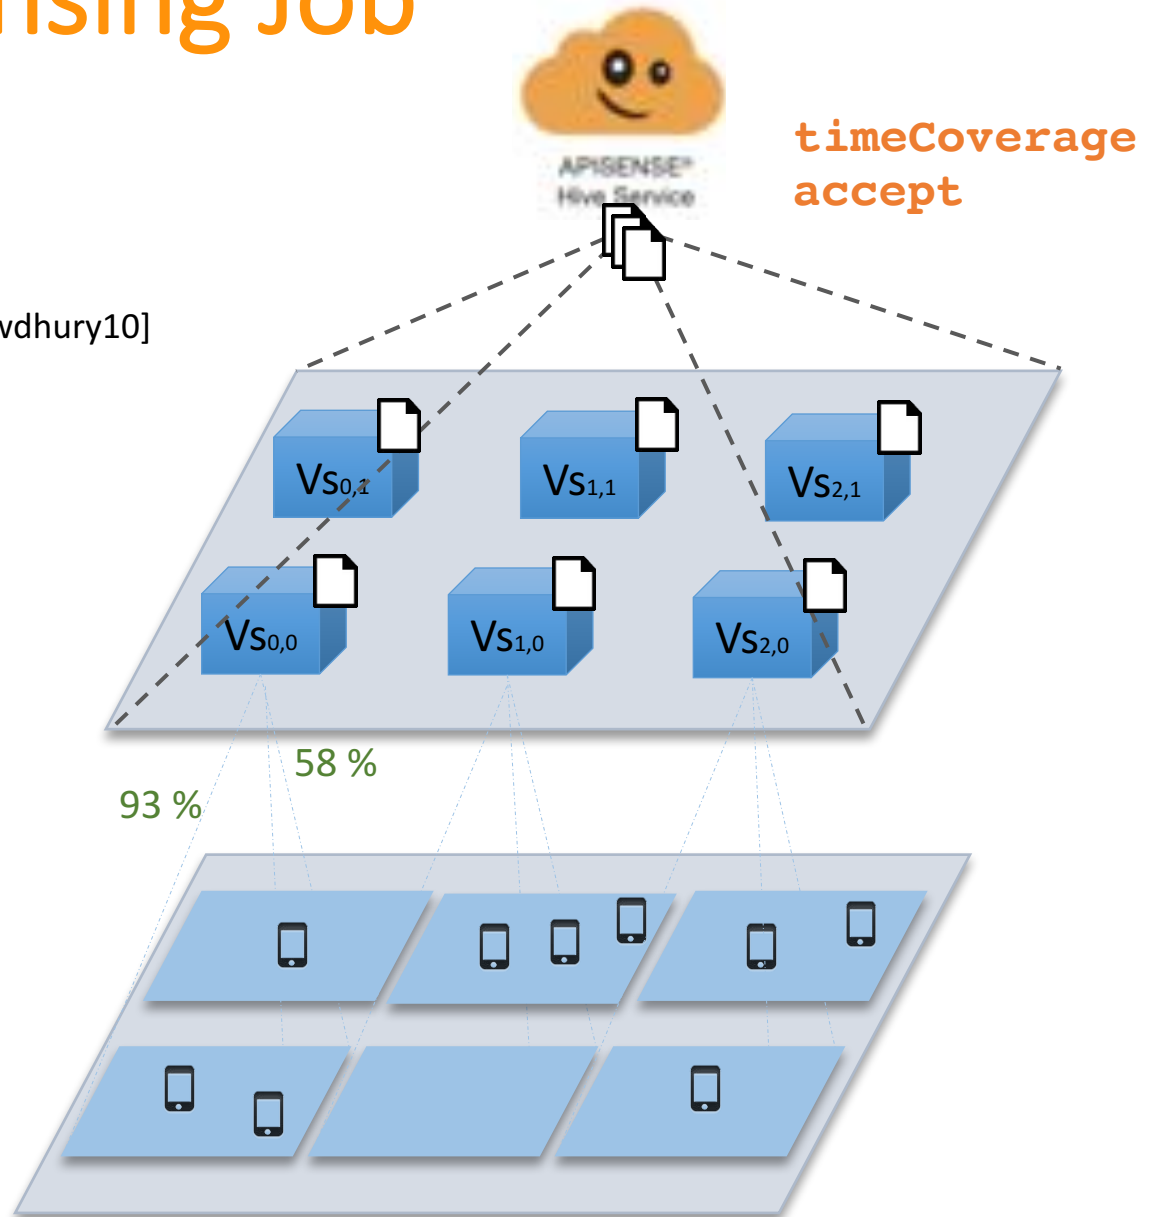 nsing Job
APISENSE®
Hive Service
timeCoverage
accept
wdhury10]
Vs0,1
Vs1,1
Vs2,1
Vs0,0
Vs1,0
Vs2,0
58 %
93 %